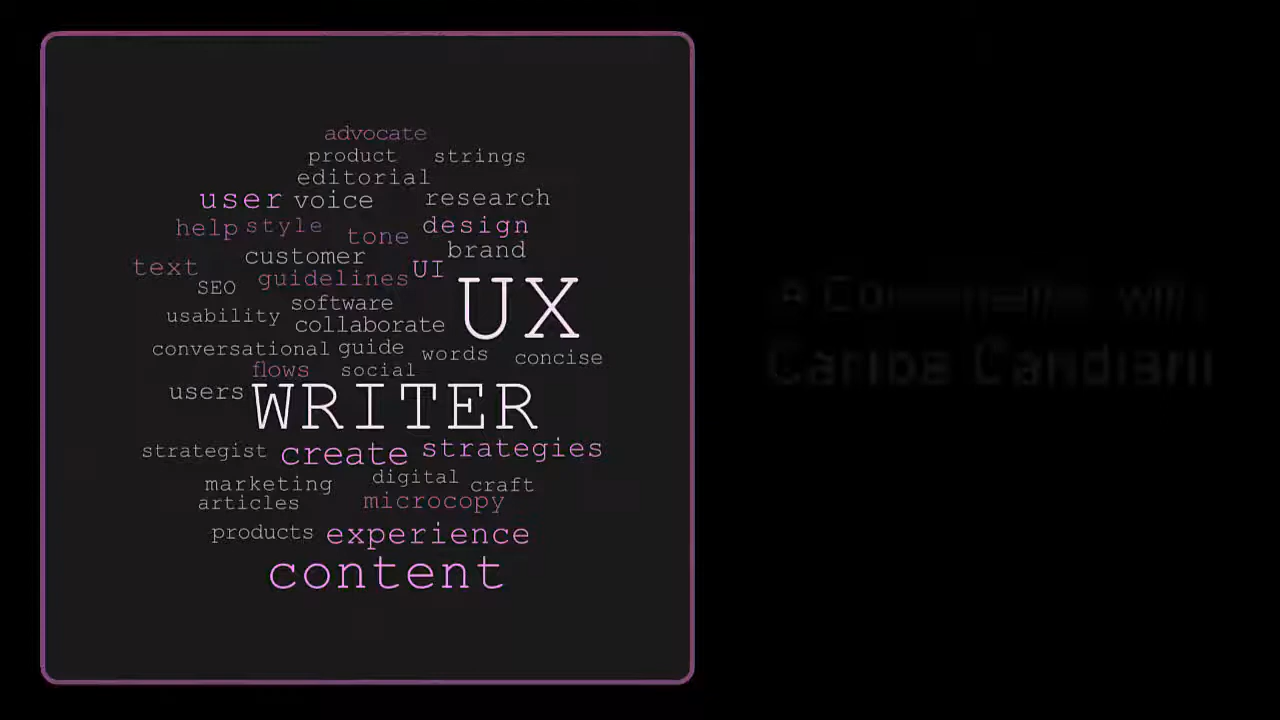 advocate
product strings
editorial
user voice research
help style tone design
customer brand
text guidelines UI
SEO software UX
usability collaborate
conversational guide words concise
flows social
users WRITER
strategist create strategies
marketing digital craft
articles microcopy
products experience
content
A with